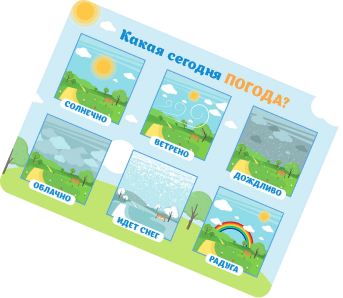 Какая сегодня ПОГОДА?
СОЛНЕЧНО
ВЕТРЕНО
ДОЖДЛИВО
ОБЛАЧНО
ИДЕТ СНЕГ
РАДУГА